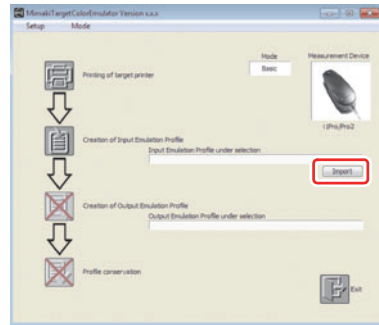 MimakiTargetColorEmulator Version x.x.x
Setup Mode
Mode
Measurement Device
Basic
Printing of target printer
i1Pro/Pro2
Creation of Input Emulation Profile
Input Emulation Profile under selection
Import
Creation of Output Emulation Profile
Output Emulation Profile under selection
Profile conservation
Exit